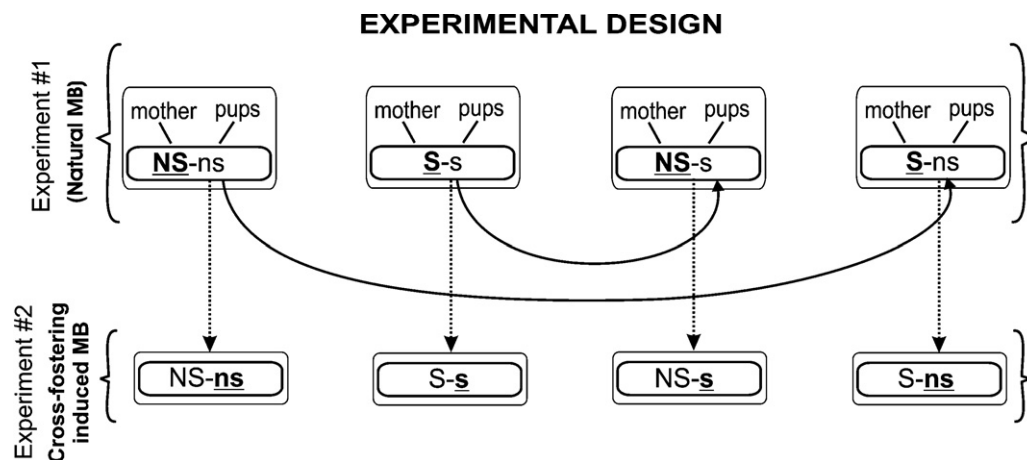 EXPERIMENTAL DESIGN
Experiment #1
(Natural MB)
mother pups
NS-ns
mother pups
S-s
mother pups
NS-s
mother pups
S-ns
Experiment #2
Cross-fostering
induced MB
NS-ns
S-s
NS-s
S-ns